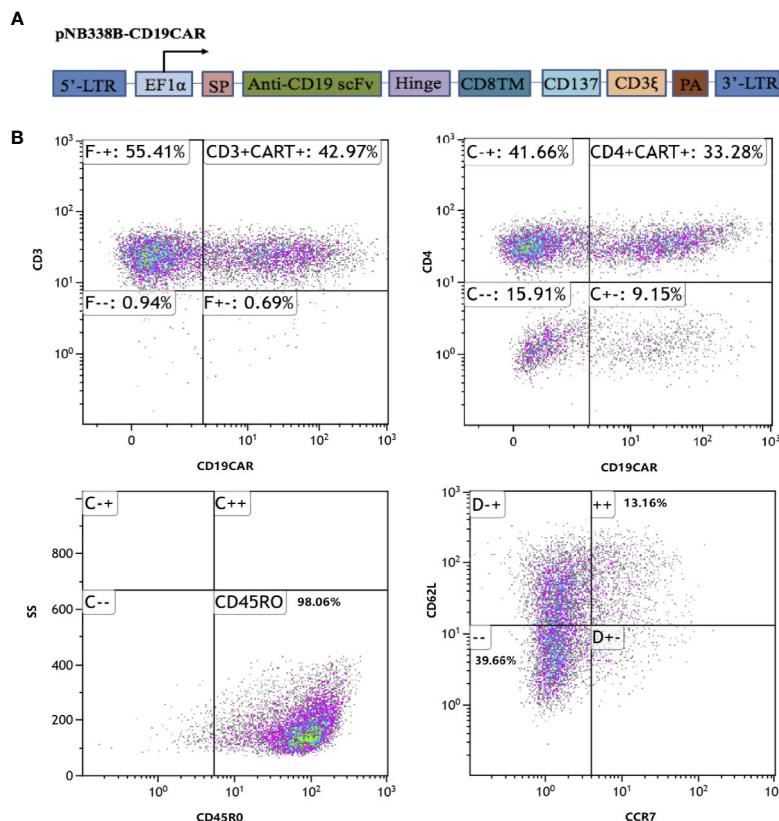 A
pNB338B-CD19CAR
5'-LTR EF1α SP Anti-CD19 scFv Hinge CD8TM CD137 CD3ξ PA 3'-LTR
B
10³
F-+: 55.41% CD3+CART+: 42.97%
10²
CD3
10¹
F--: 0.94% F+-: 0.69%
10⁰
0 10¹ 10² 10³
CD19CAR
10³
C-+: 41.66% CD4+CART+: 33.28%
10²
CD4
10¹
C--: 15.91% C+-: 9.15%
10⁰
0 10¹ 10² 10³
CD19CAR
C-+ C++
800
SS
600
C-- CD45RO 98.06%
400
200
0
10⁰ 10¹ 10² 10³
CD45R0
10³
D-+ ++ 13.16%
10²
CD62L
10¹
-- D+-
39.66%
10⁰
10⁰ 10¹ 10² 10³
CCR7